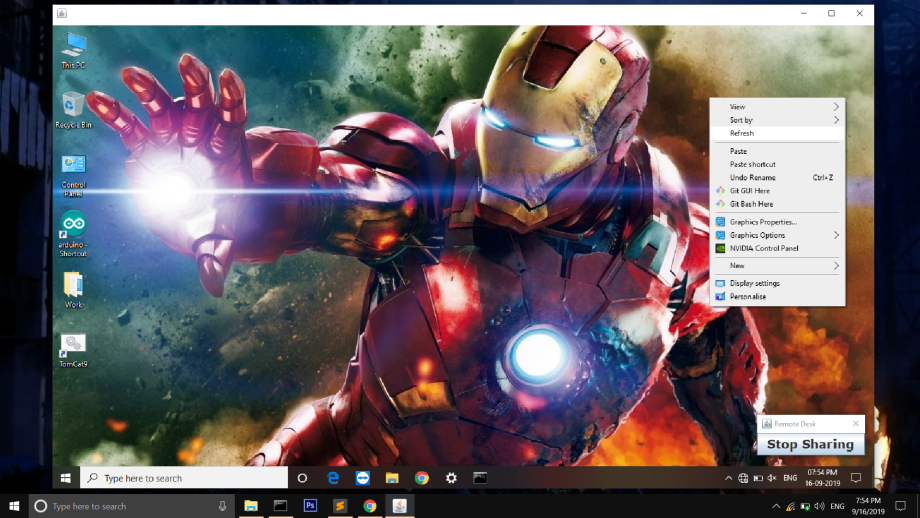 This PC
Recycle Bin
Control
Panel
arduino -
Shortcut
Work
TomCat9
View
Sort by
Refresh
Paste
Paste shortcut
Undo Rename Ctrl+Z
Git GUI Here
Git Bash Here
Graphics Properties...
Graphics Options
NVIDIA Control Panel
New
Display settings
Personalise
Remote Desk
Stop Sharing
Type here to search
ENG
07:54 PM
16-09-2019
Type here to search
Ps
ENG
7:54 PM
9/16/2019